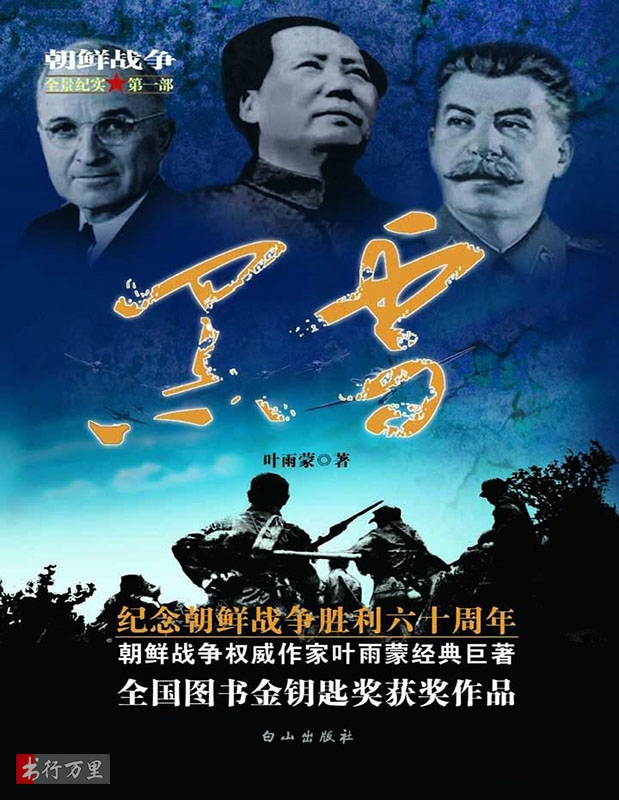 朝鲜战争
全景纪实★第一部
黑雪
叶雨蒙◎著
纪念朝鲜战争胜利六十周年
朝鲜战争权威作家叶雨蒙经典巨著
全国图书金钥匙奖获奖作品
白山出版社
书行万里